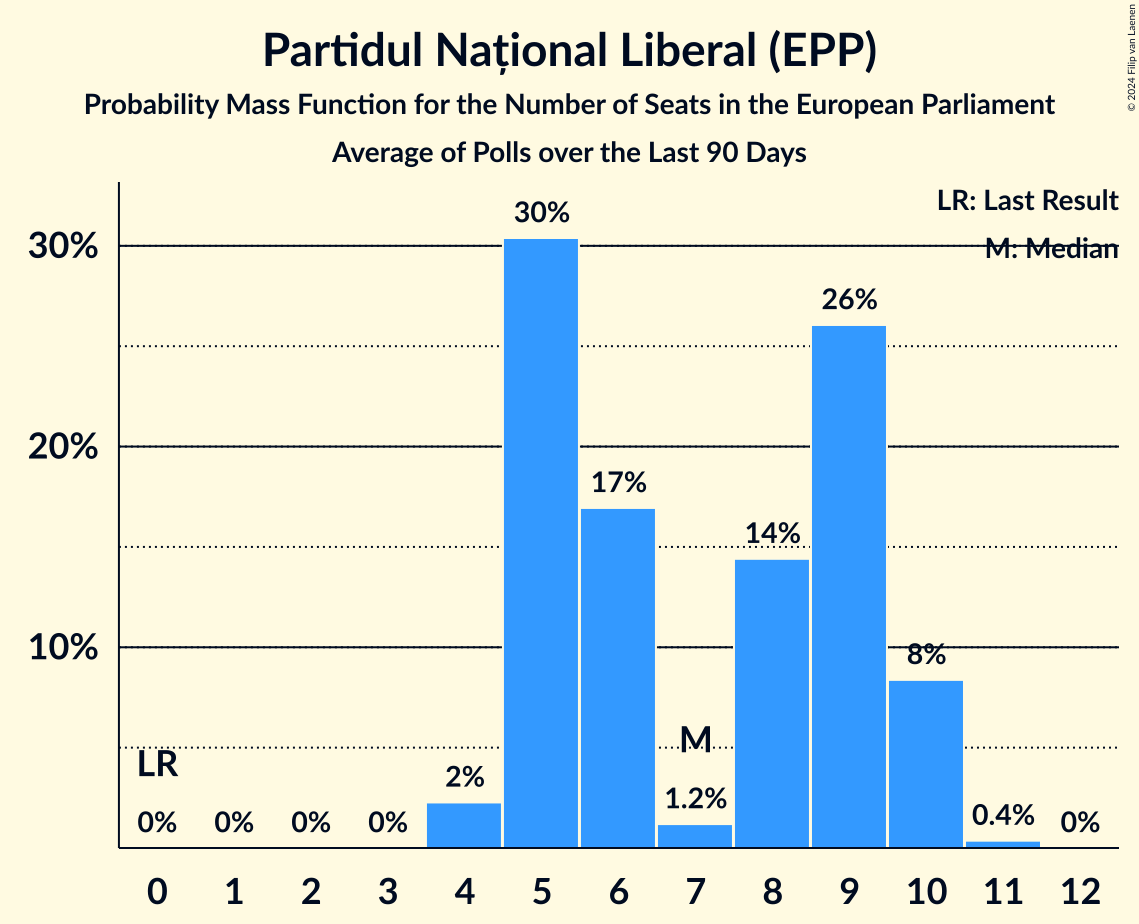 Partidul Național Liberal (EPP)
Probability Mass Function for the Number of Seats in the European Parliament
Average of Polls over the Last 90 Days
© 2024 Filip van Laenen
LR: Last Result
M: Median
30%
20%
10%
LR
M
0%
0%
0%
0%
2%
30%
17%
1.2%
14%
26%
8%
0.4%
0%
0 1 2 3 4 5 6 7 8 9 10 11 12